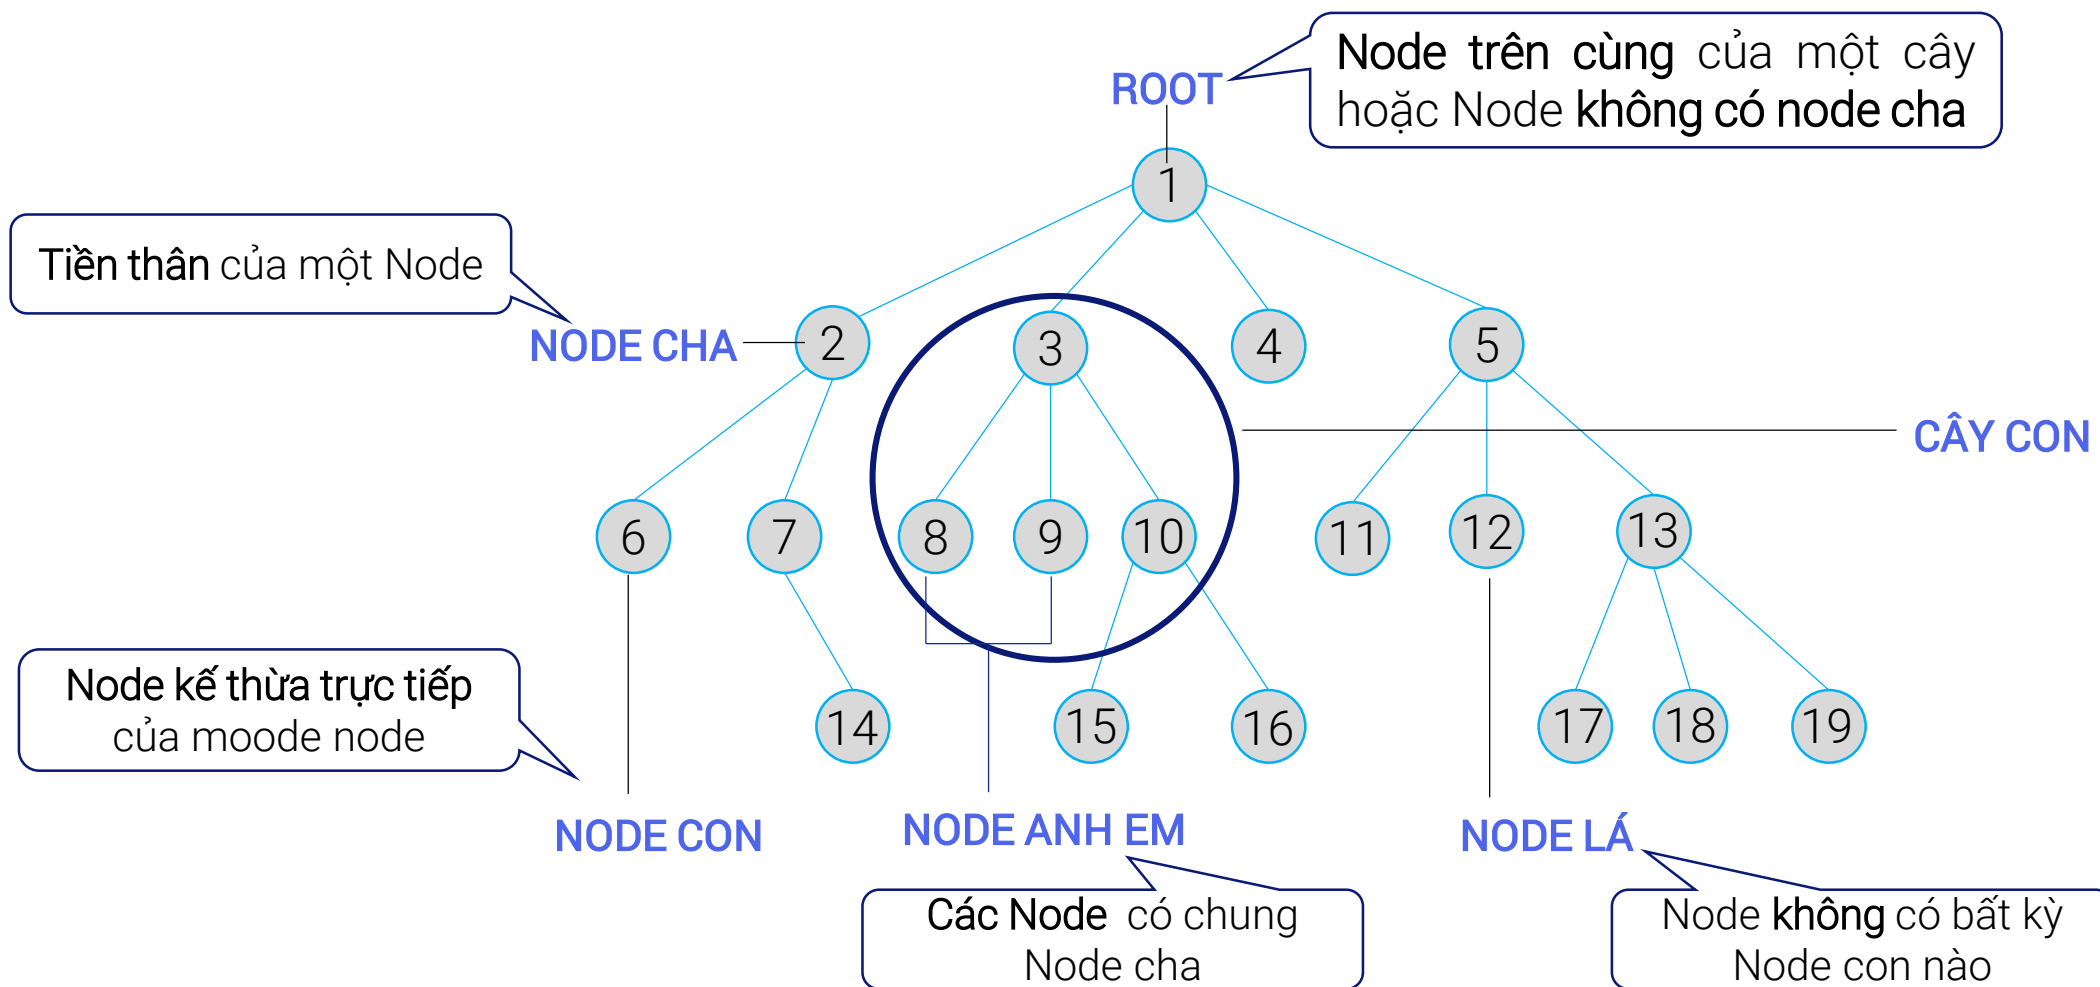 Node trên cùng của một cây
hoặc Node không có node cha
ROOT
1
Tiền thân của một Node
NODE CHA
2
3
4
5
CÂY CON
6
7
8
9
10
11
12
13
Node kế thừa trực tiếp
của moode node
14
15
16
17
18
19
NODE CON
NODE ANH EM
NODE LÁ
Các Node có chung
Node cha
Node không có bất kỳ
Node con nào